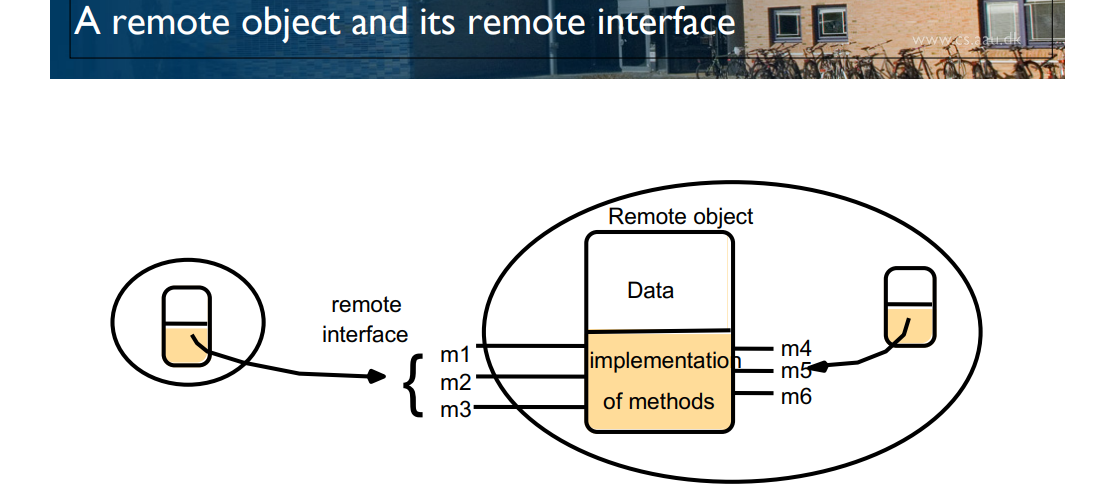 A remote object and its remote interface
www.cs.aau.dk
Remote object
remote
interface
Data
{
m1
m2
m3
implementation
of methods
m4
m5
m6